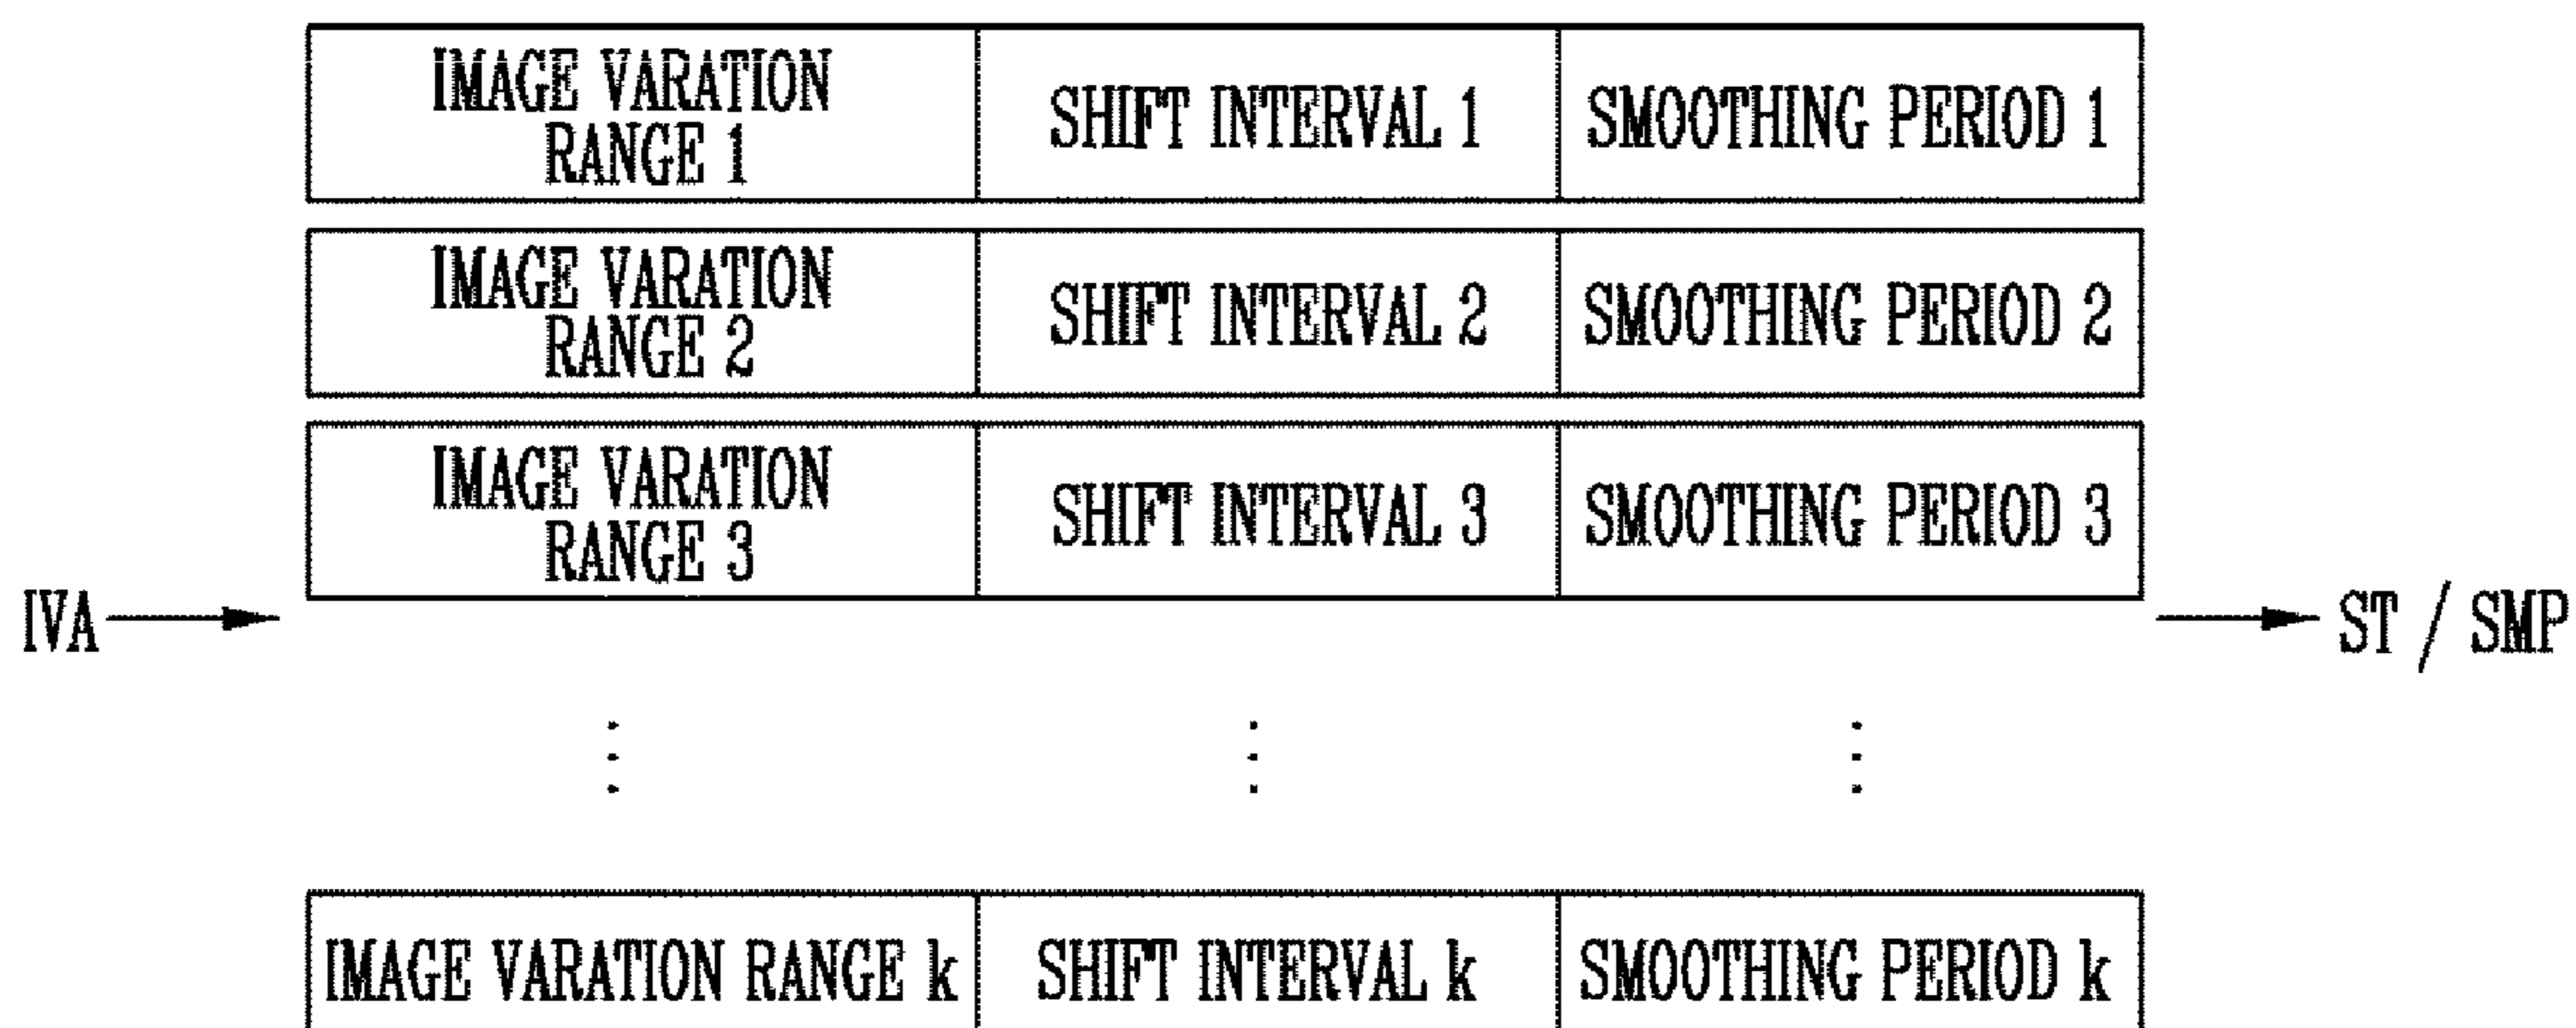 IMAGE VARATION
RANGE 1
SHIFT INTERVAL 1
SMOOTHING PERIOD 1
IMAGE VARATION
RANGE 2
SHIFT INTERVAL 2
SMOOTHING PERIOD 2
IMAGE VARATION
RANGE 3
SHIFT INTERVAL 3
SMOOTHING PERIOD 3
IVA
ST / SMP
IMAGE VARATION RANGE k
SHIFT INTERVAL k
SMOOTHING PERIOD k